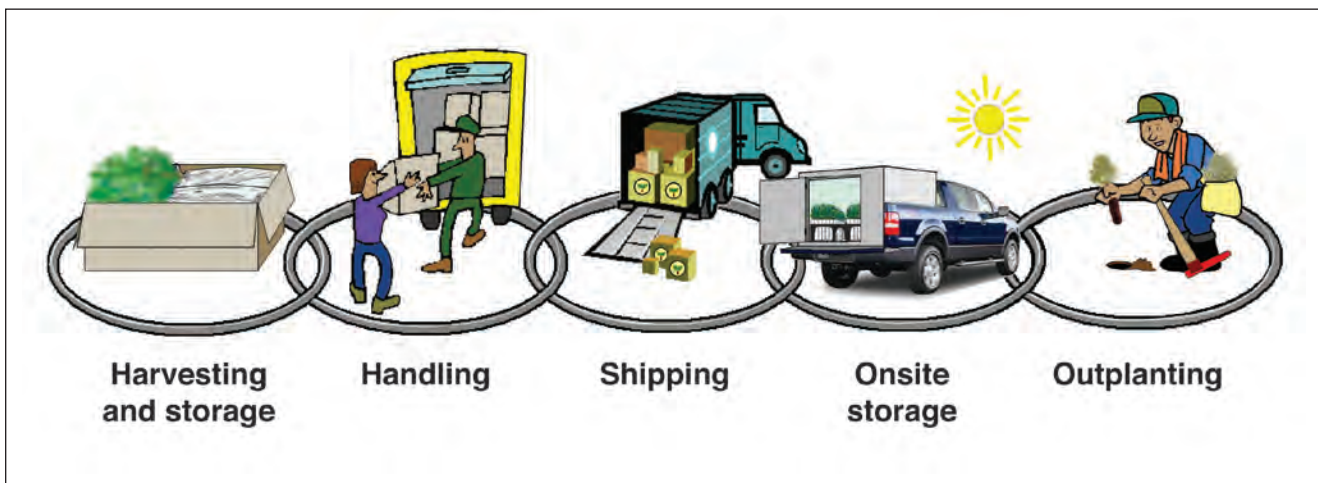 Harvesting
and storage
Handling
Shipping
Onsite
storage
Outplanting